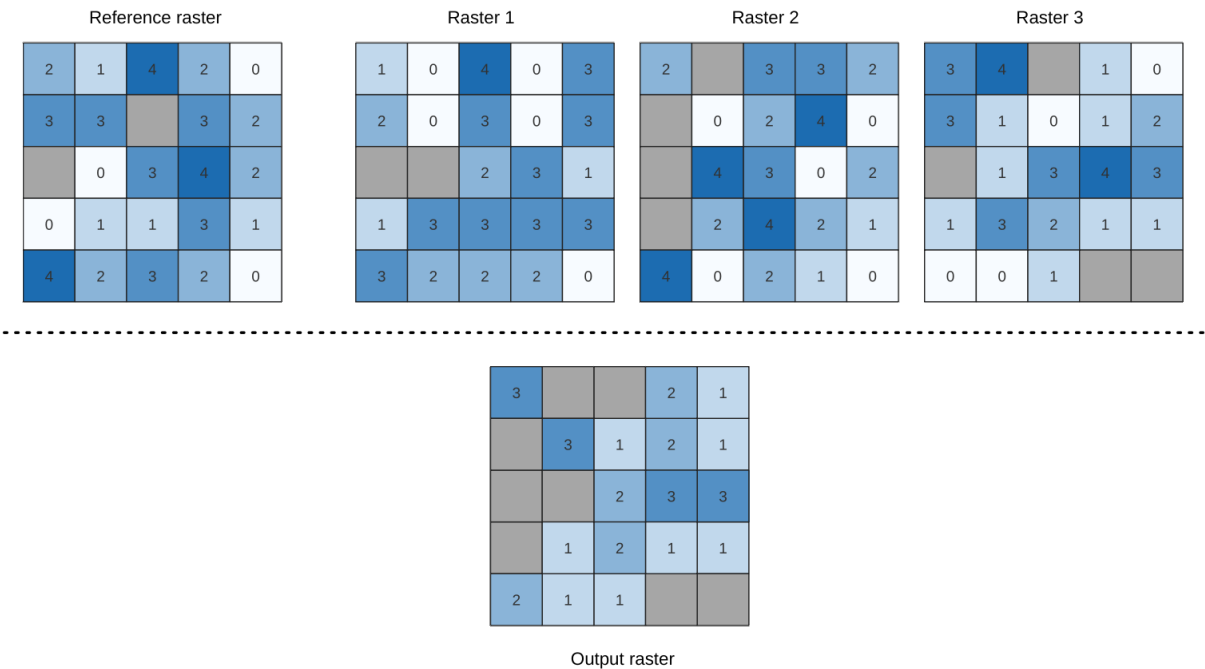 Reference raster Raster 1 Raster 2 Raster 3
2 1 4 2 0 1 0 4 0 3 2 3 3 2 3 4 1 0
3 3 3 2 2 0 3 0 3 0 2 4 0 3 1 0 1 2
0 3 4 2 2 3 1 4 3 0 2 1 3 4 3
0 1 1 3 1 1 3 3 3 3 2 4 2 1 1 3 2 1 1
4 2 3 2 0 3 2 2 2 0 4 0 2 1 0 0 0 1
3 2 1
3 1 2 1
2 3 3
1 2 1 1
2 1 1
Output raster